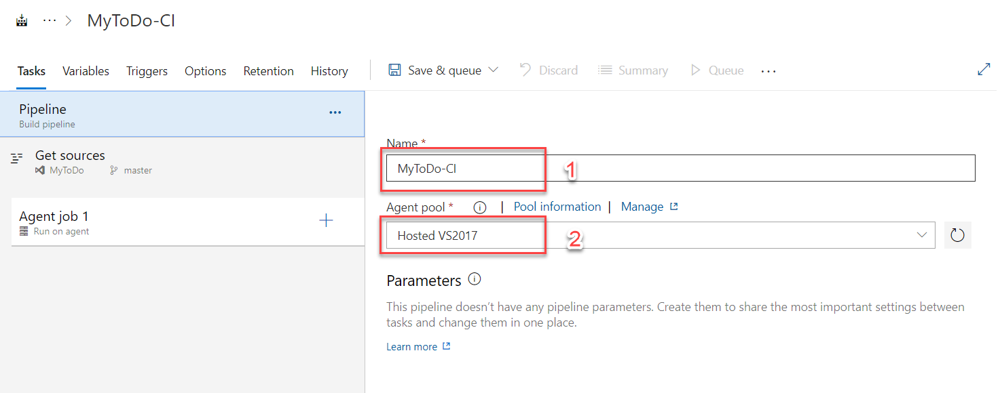 ... > MyToDo-CI
Tasks Variables Triggers Options Retention History Save & queue Discard Summary Queue ...
Pipeline ...
Build pipeline
Get sources
MyToDo master
Agent job 1 +
Run on agent
Name *
MyToDo-CI 1
Agent pool * | Pool information | Manage
Hosted VS2017 2
Parameters
This pipeline doesn't have any pipeline parameters. Create them to share the most important settings between
tasks and change them in one place.
Learn more